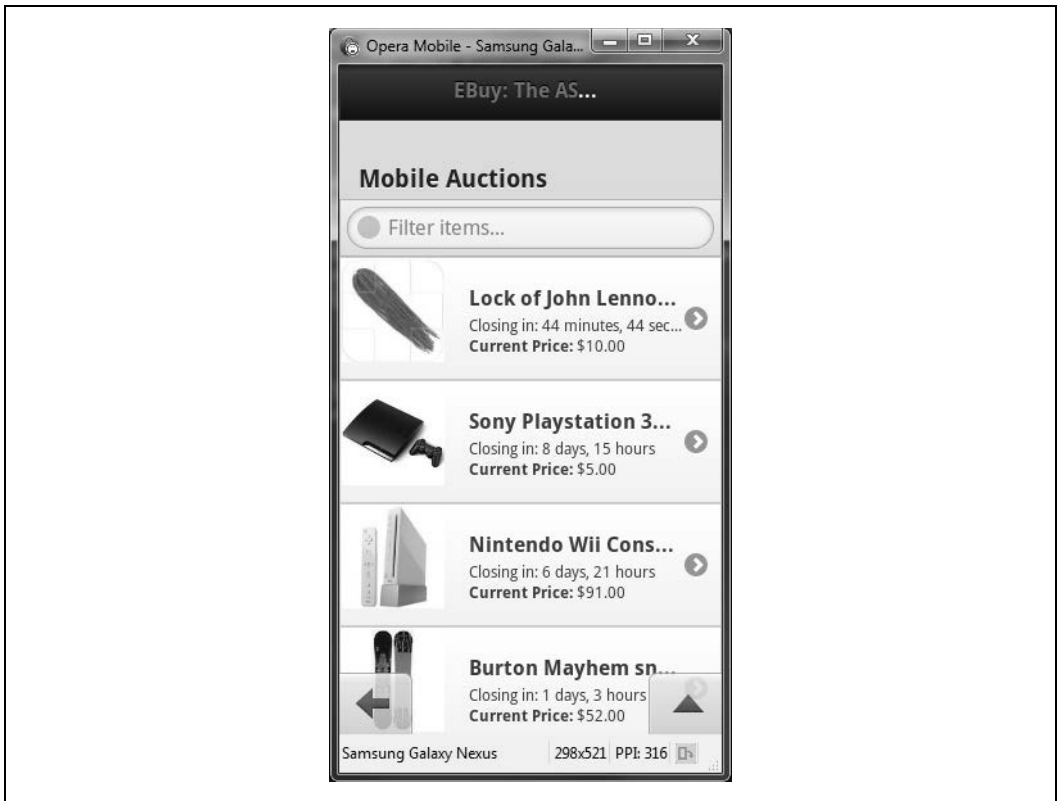 Opera Mobile - Samsung Gala...
EBuy: The AS...
Mobile Auctions
Filter items...
Lock of John Lenno...
Closing in: 44 minutes, 44 sec...
Current Price: $10.00
Sony Playstation 3...
Closing in: 8 days, 15 hours
Current Price: $5.00
Nintendo Wii Cons...
Closing in: 6 days, 21 hours
Current Price: $91.00
Burton Mayhem sn...
Closing in: 1 days, 3 hours
Current Price: $52.00
Samsung Galaxy Nexus 298x521 PPI: 316